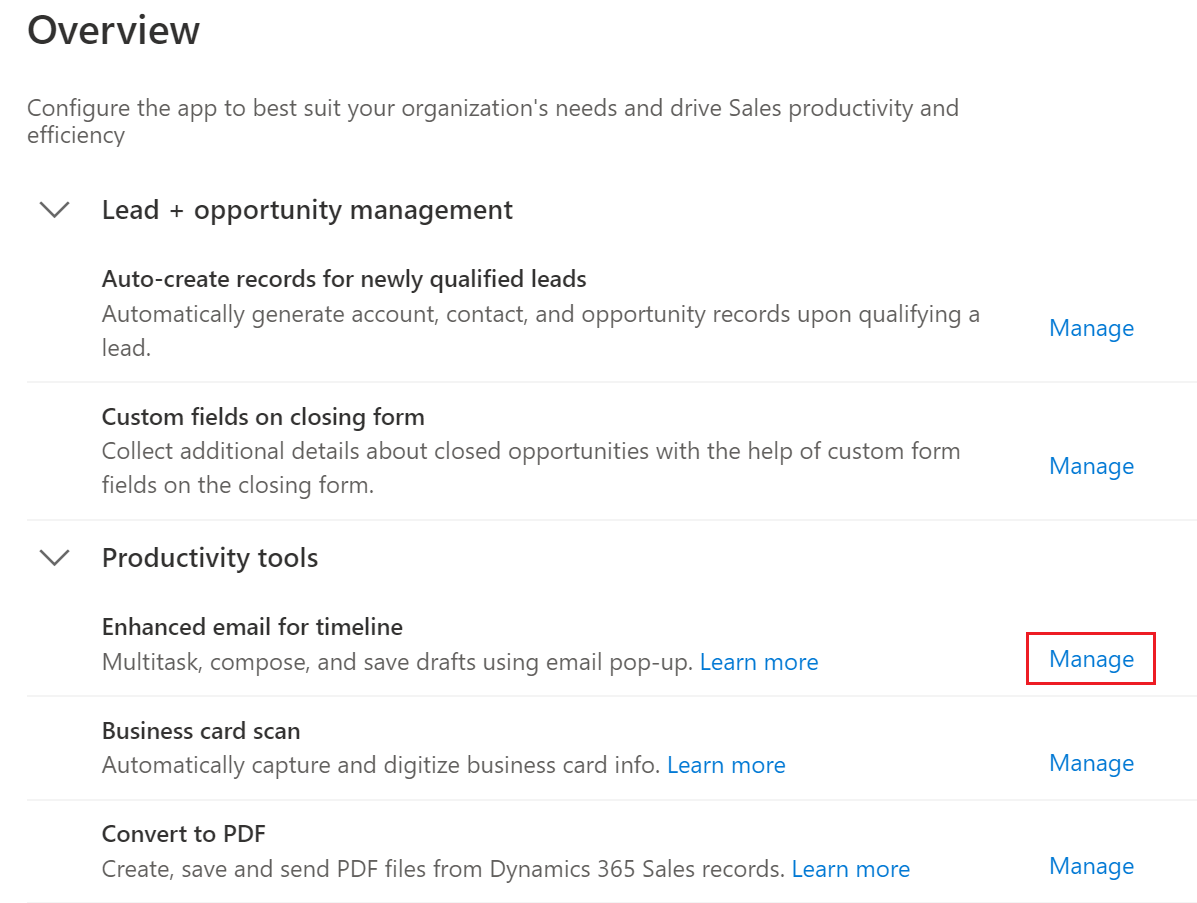 Overview
Configure the app to best suit your organization's needs and drive Sales productivity and
efficiency
Lead + opportunity management
Auto-create records for newly qualified leads
Automatically generate account, contact, and opportunity records upon qualifying a
lead.
Manage
Custom fields on closing form
Collect additional details about closed opportunities with the help of custom form
fields on the closing form.
Manage
Productivity tools
Enhanced email for timeline
Multitask, compose, and save drafts using email pop-up. Learn more
Manage
Business card scan
Automatically capture and digitize business card info. Learn more
Manage
Convert to PDF
Create, save and send PDF files from Dynamics 365 Sales records. Learn more
Manage